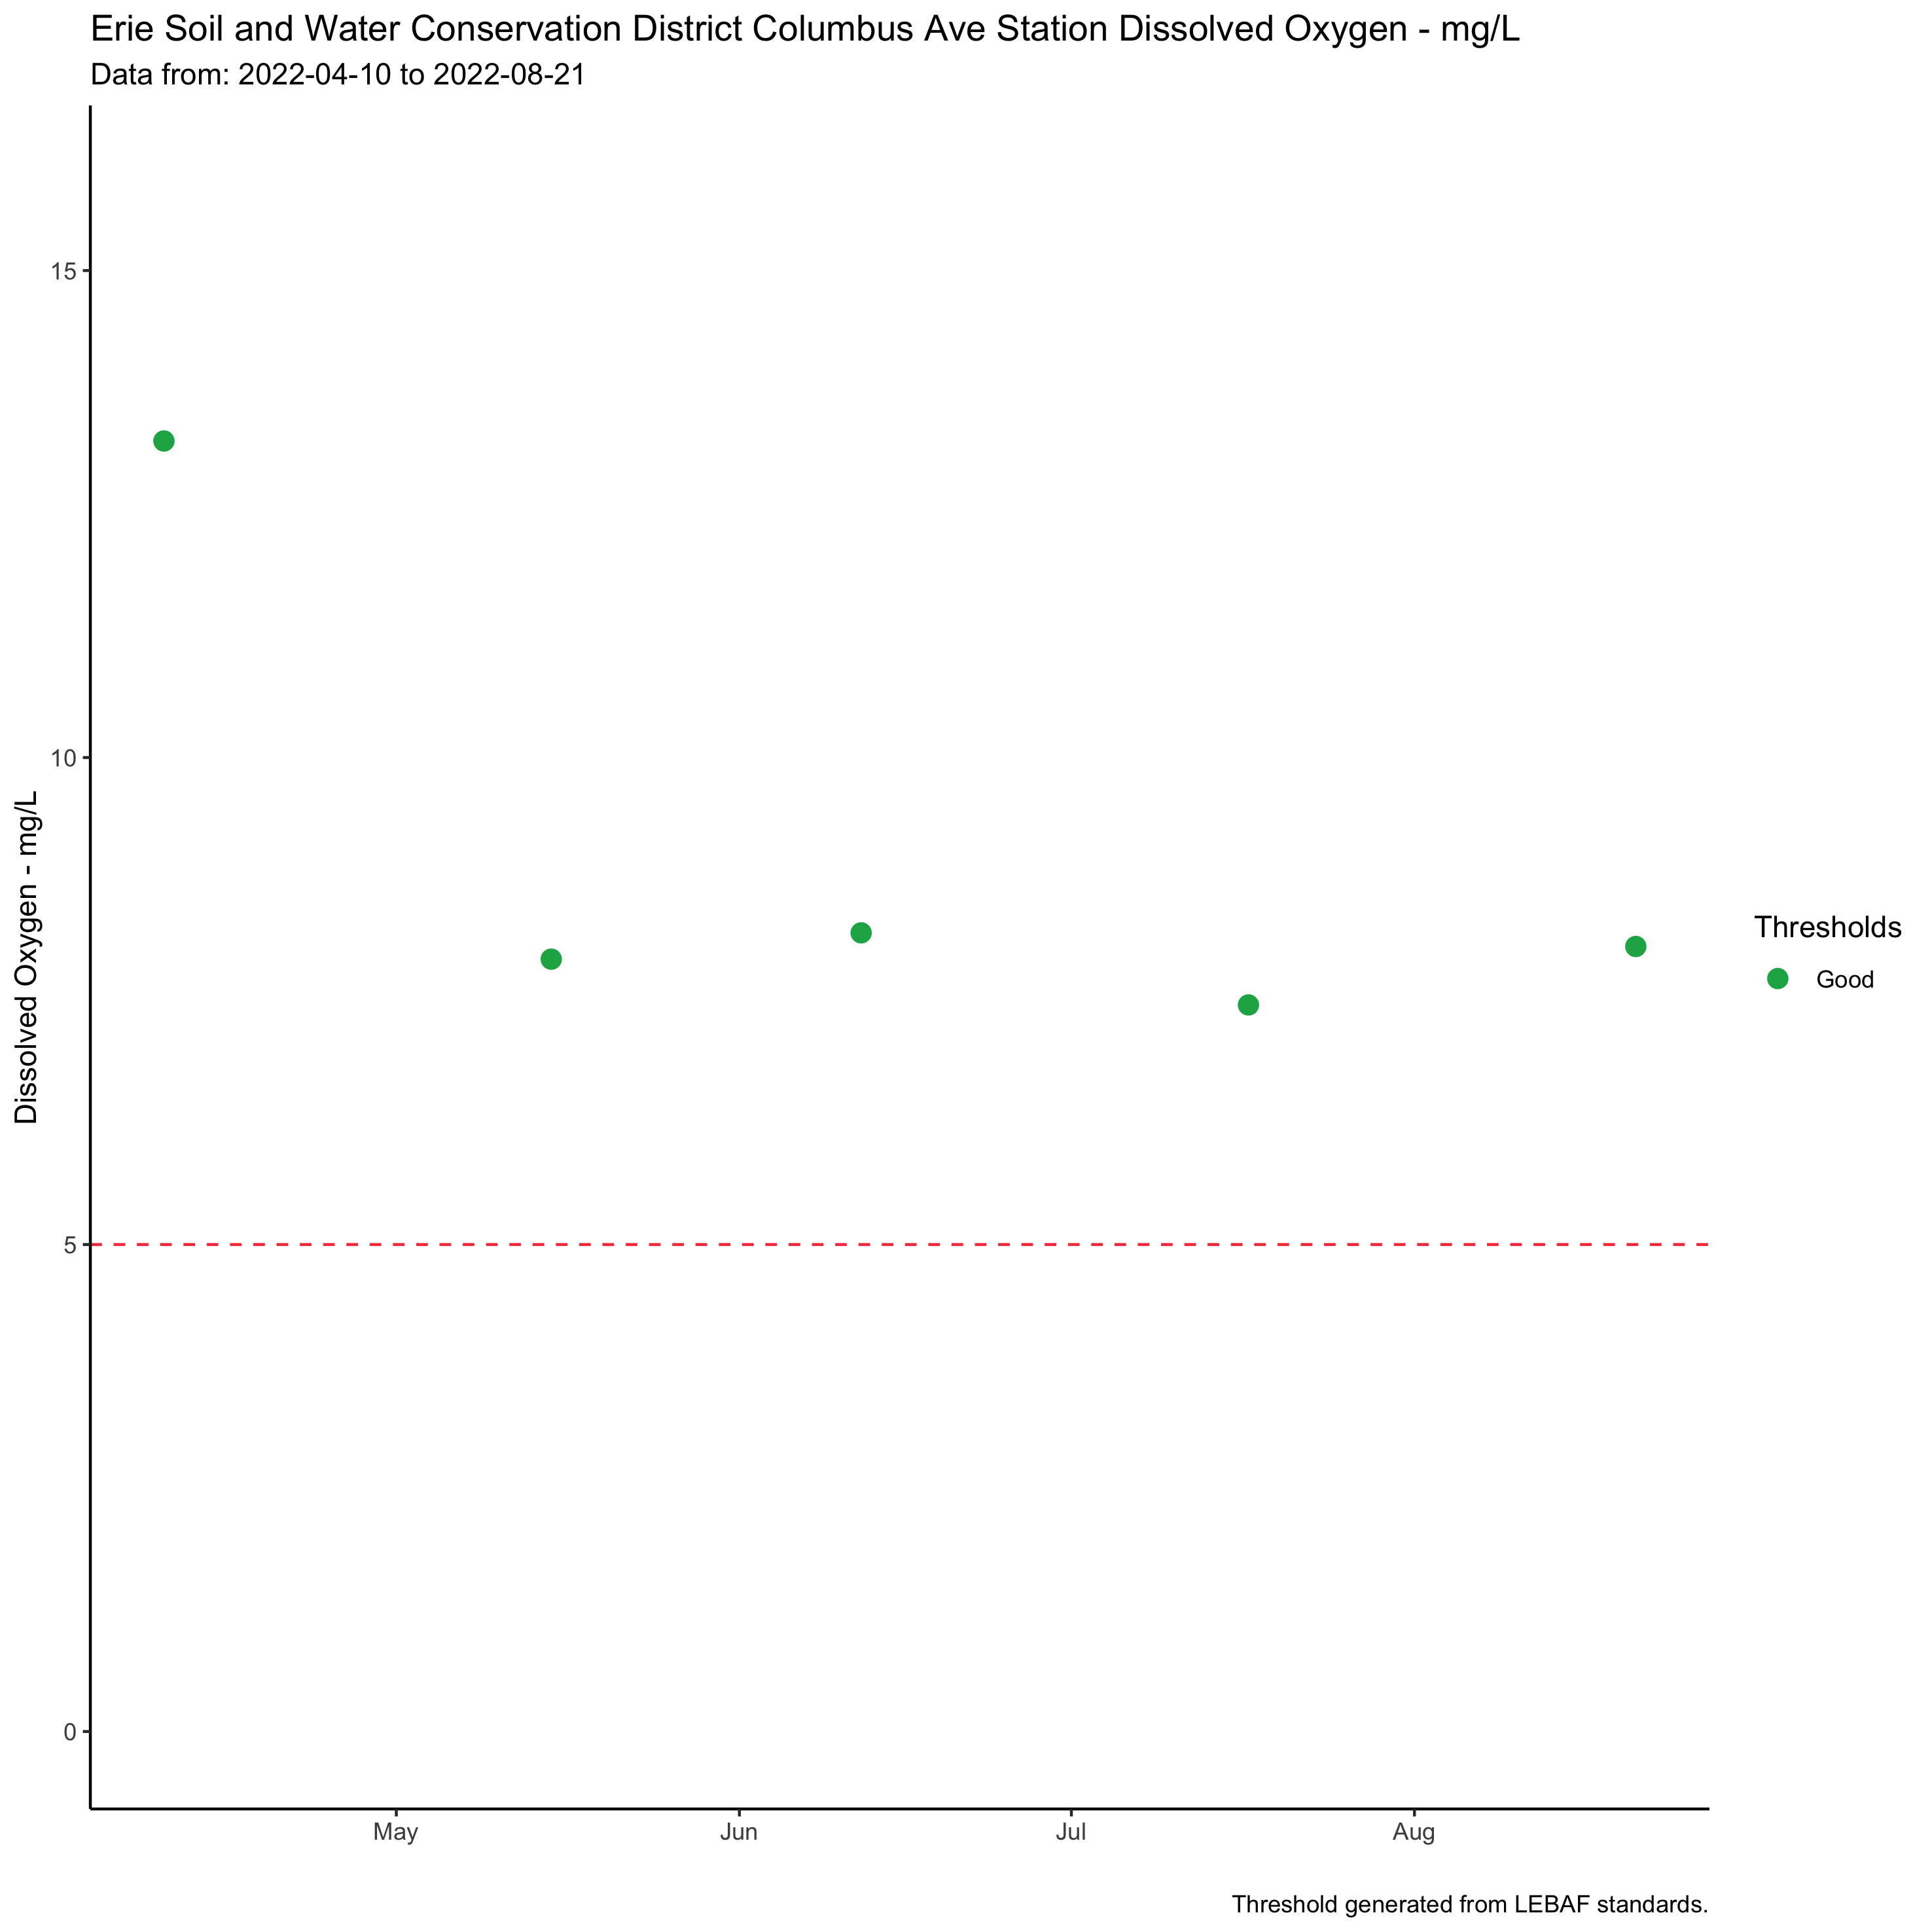 Erie Soil and Water Conservation District Columbus Ave Station Dissolved Oxygen - mg/L
Data from: 2022-04-10 to 2022-08-21
Dissolved Oxygen - mg/L
15
10
5
0
May Jun Jul Aug
Thresholds
Good
Threshold generated from LEBAF standards.